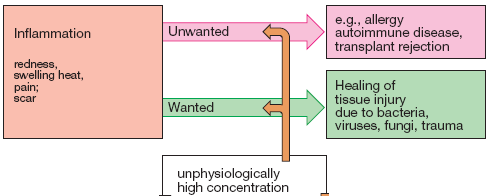 Inflammation
redness,
swelling heat,
pain;
scar
Unwanted
e.g., allergy
autoimmune disease,
transplant rejection
Wanted
Healing of
tissue injury
due to bacteria,
viruses, fungi, trauma
unphysiologically
high concentration